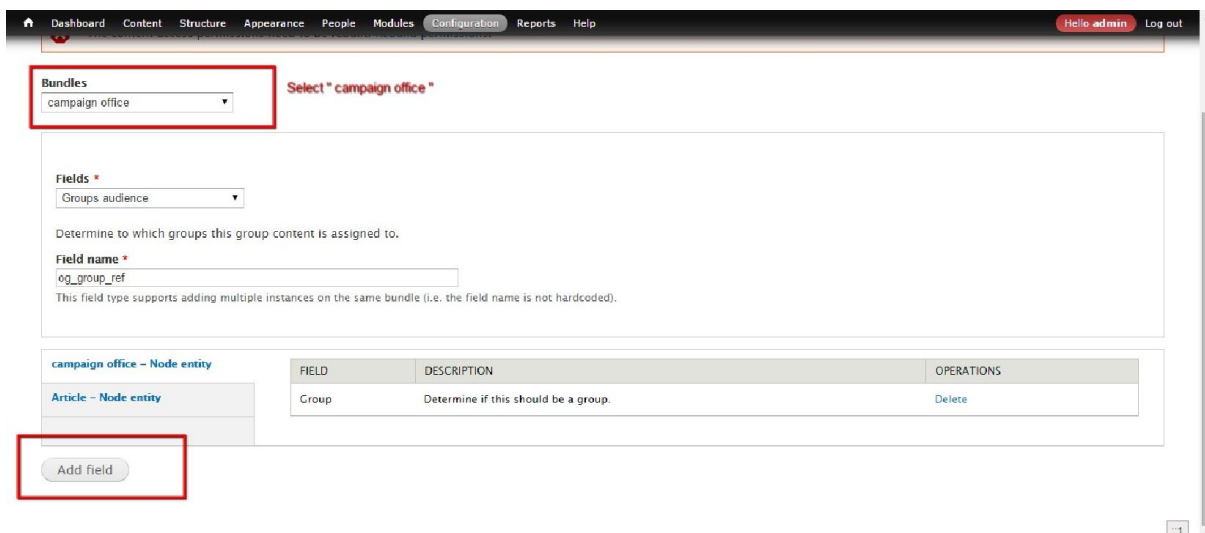 Dashboard Content Structure Appearance People Modules Configuration Reports Help Hello admin Log out
Bundles
campaign office
Select " campaign office "
Fields *
Groups audience
Determine to which groups this group content is assigned to.
Field name *
og_group_ref
This field type supports adding multiple instances on the same bundle (i.e. the field name is not hardcoded).
campaign office – Node entity
FIELD DESCRIPTION OPERATIONS
Article – Node entity
Group Determine if this should be a group. Delete
Add field